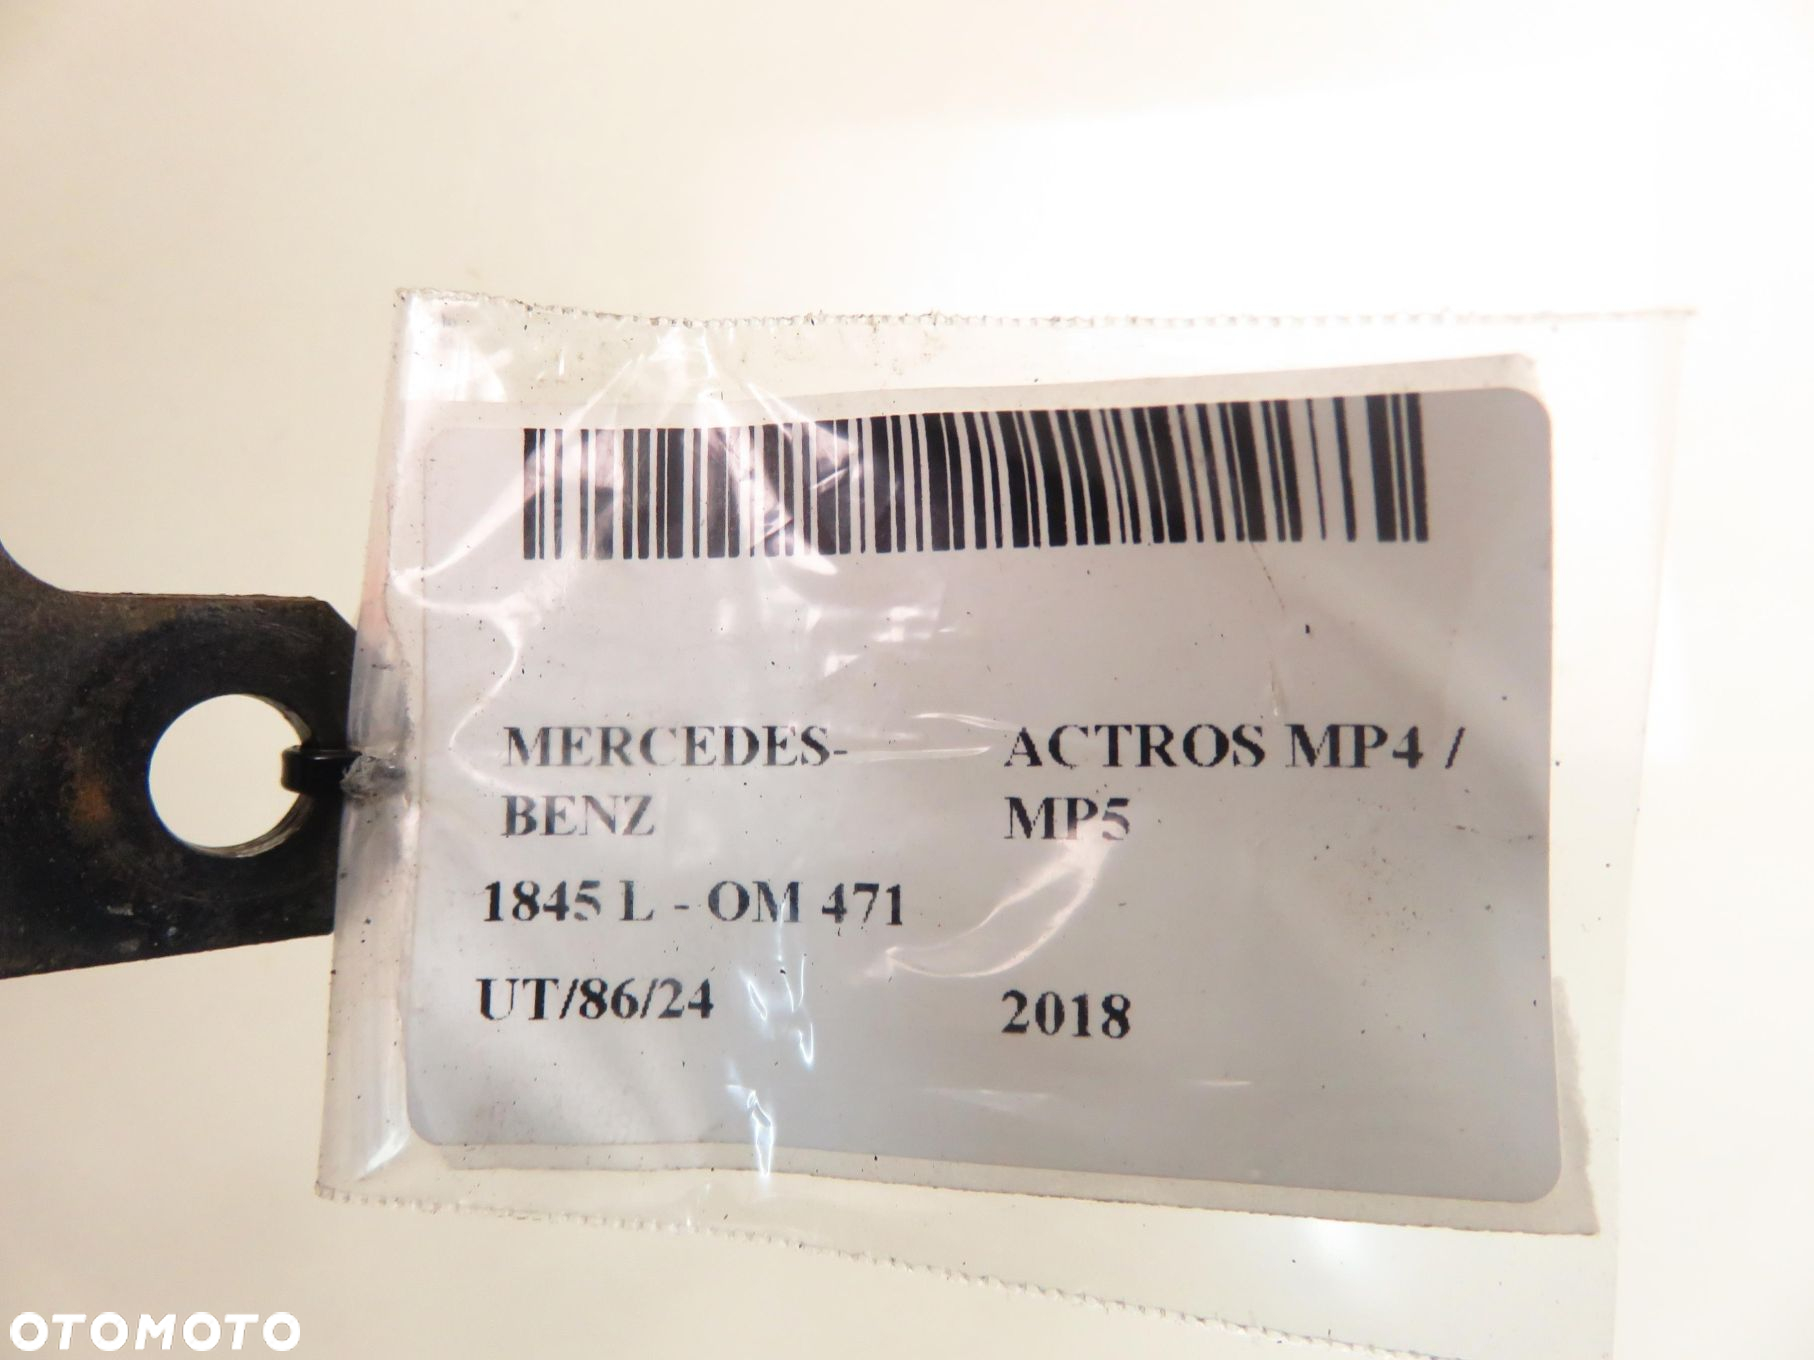 MERCEDES-
BENZ
ACTROS MP4 /
MP5
1845 L - OM 471
UT/86/24
2018
OTOMOTO